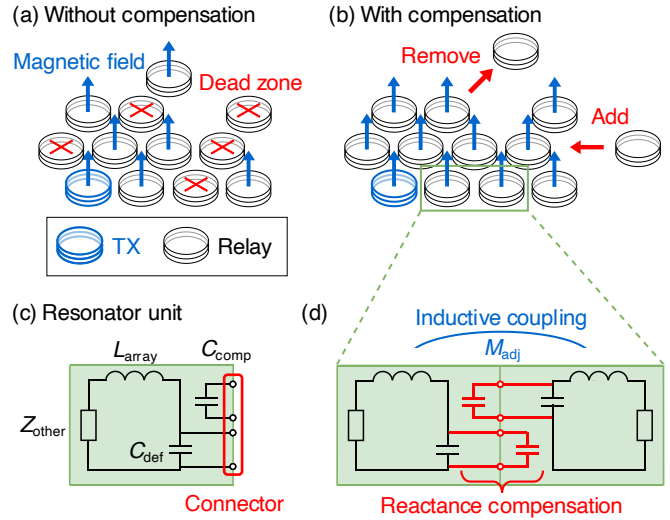 (a) Without compensation
Magnetic field
Dead zone
TX
Relay
(b) With compensation
Remove
Add
(c) Resonator unit
L_array
C_comp
Z_other
C_def
Connector
(d)
Inductive coupling
M_adj
Reactance compensation